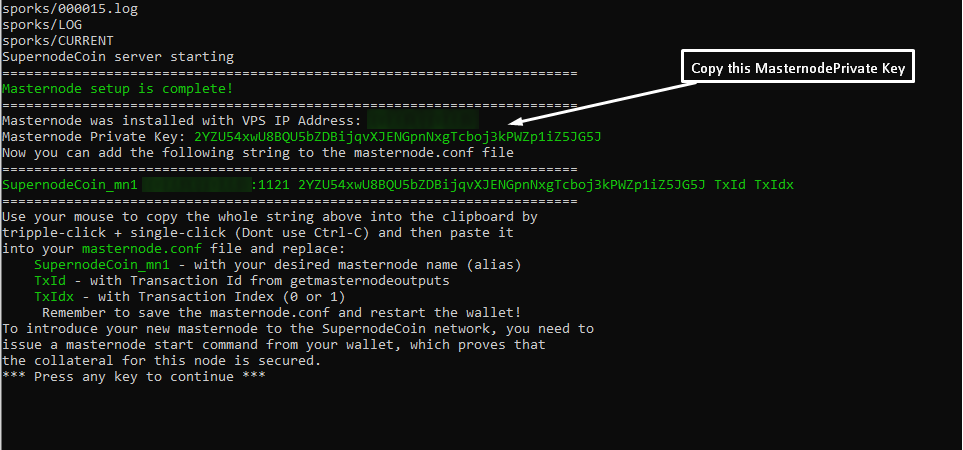 sporks/000015.log
sporks/LOG
sporks/CURRENT
SupernodeCoin server starting
========================================================================
Masternode setup is complete!
========================================================================
Copy this MasternodePrivate Key
Masternode was installed with VPS IP Address:
Masternode Private Key: 2YZU54xwU8BQU5bZDBijqvXJENGpnNxgTcboj3kPWZp1iZ5JG5J
Now you can add the following string to the masternode.conf file
========================================================================
SupernodeCoin_mn1 :1121 2YZU54xwU8BQU5bZDBijqvXJENGpnNxgTcboj3kPWZp1iZ5JG5J TxId TxIdx
========================================================================
Use your mouse to copy the whole string above into the clipboard by
tripple-click + single-click (Dont use Ctrl-C) and then paste it
into your masternode.conf file and replace:
SupernodeCoin_mn1 - with your desired masternode name (alias)
TxId - with Transaction Id from getmasternodeoutputs
TxIdx - with Transaction Index (0 or 1)
Remember to save the masternode.conf and restart the wallet!
To introduce your new masternode to the SupernodeCoin network, you need to
issue a masternode start command from your wallet, which proves that
the collateral for this node is secured.
*** Press any key to continue ***